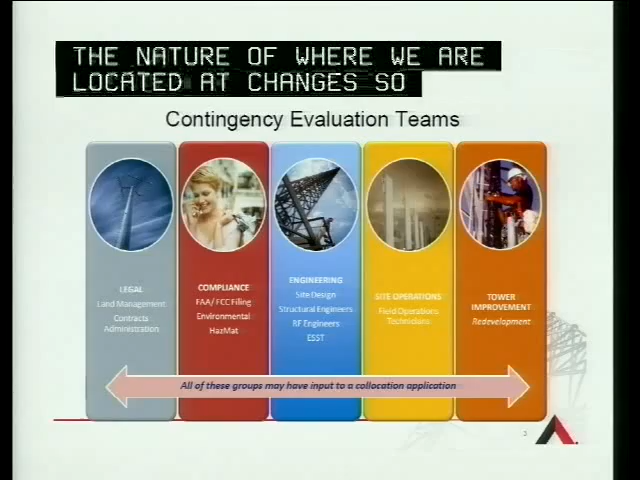 THE NATURE OF WHERE WE ARE
LOCATED AT CHANGES SO
Contingency Evaluation Teams
LEGAL
Land Management
Contracts
Administration
COMPLIANCE
FAA/ FCC Filing
Environmental
HazMat
ENGINEERING
Site Design
Structural Engineers
RF Engineers
ESST
SITE OPERATIONS
Field Operations
Technicians
TOWER
IMPROVEMENT
Redevelopment
All of these groups may have input to a collocation application
3